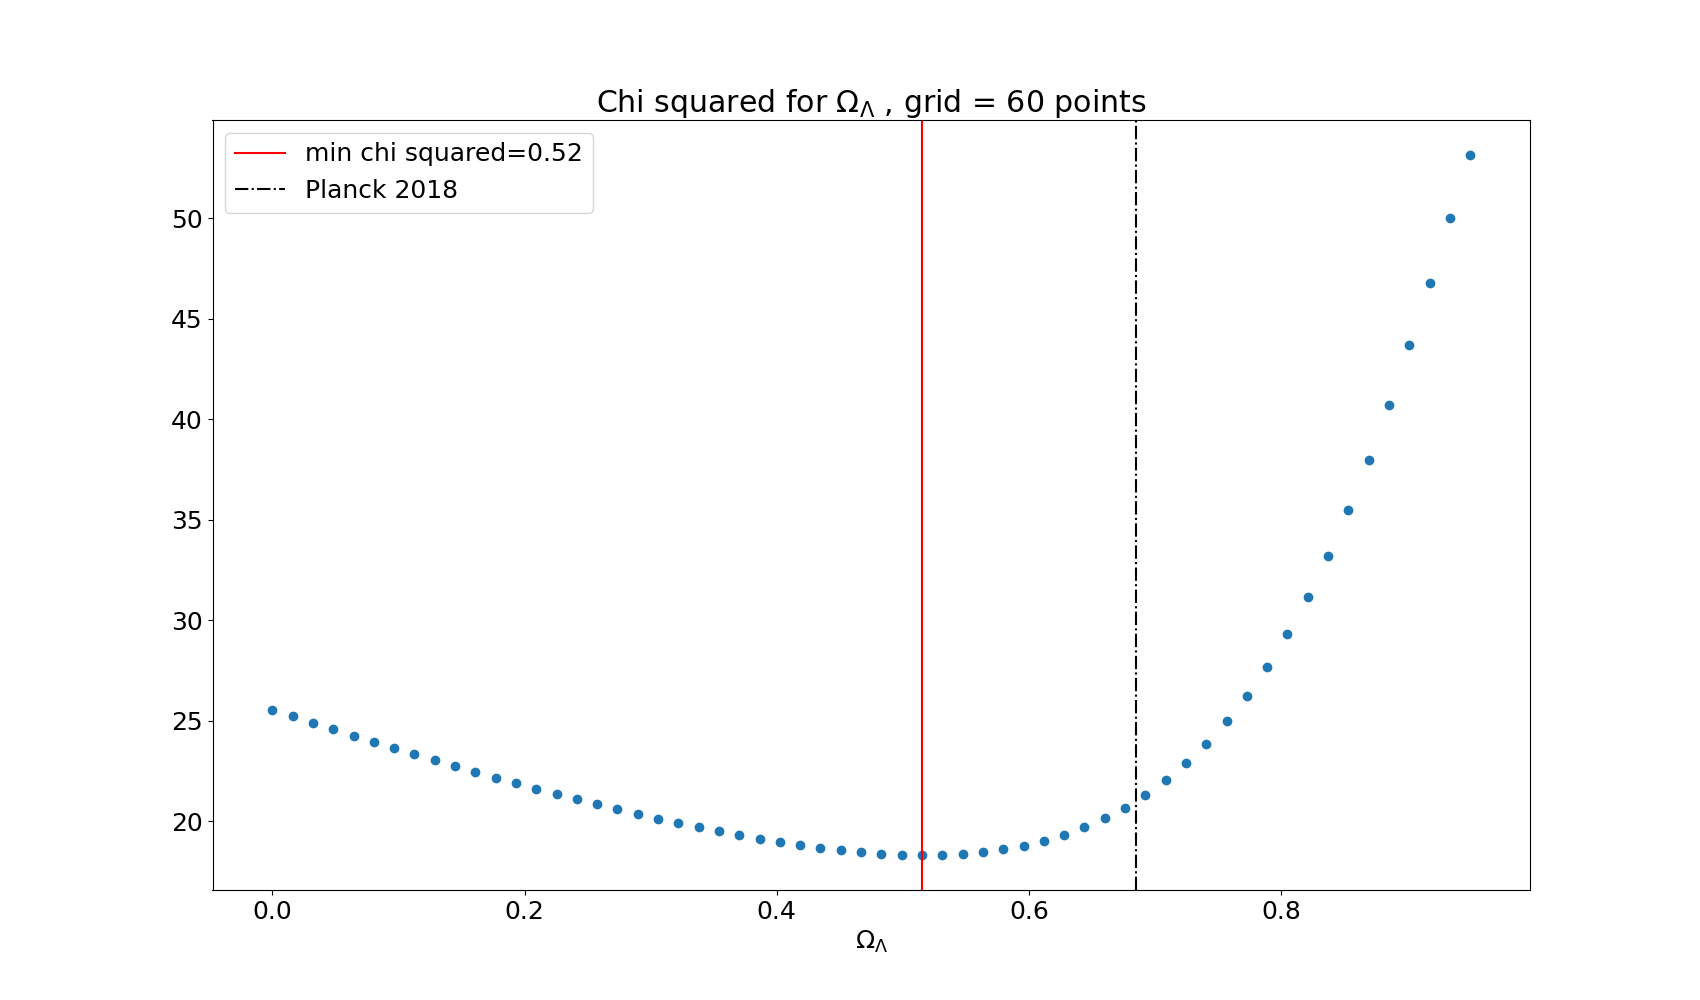 Chi squared for Ω_Λ , grid = 60 points
min chi squared=0.52
Planck 2018
50
45
40
35
30
25
20
0.0 0.2 0.4 0.6 0.8
Ω_Λ